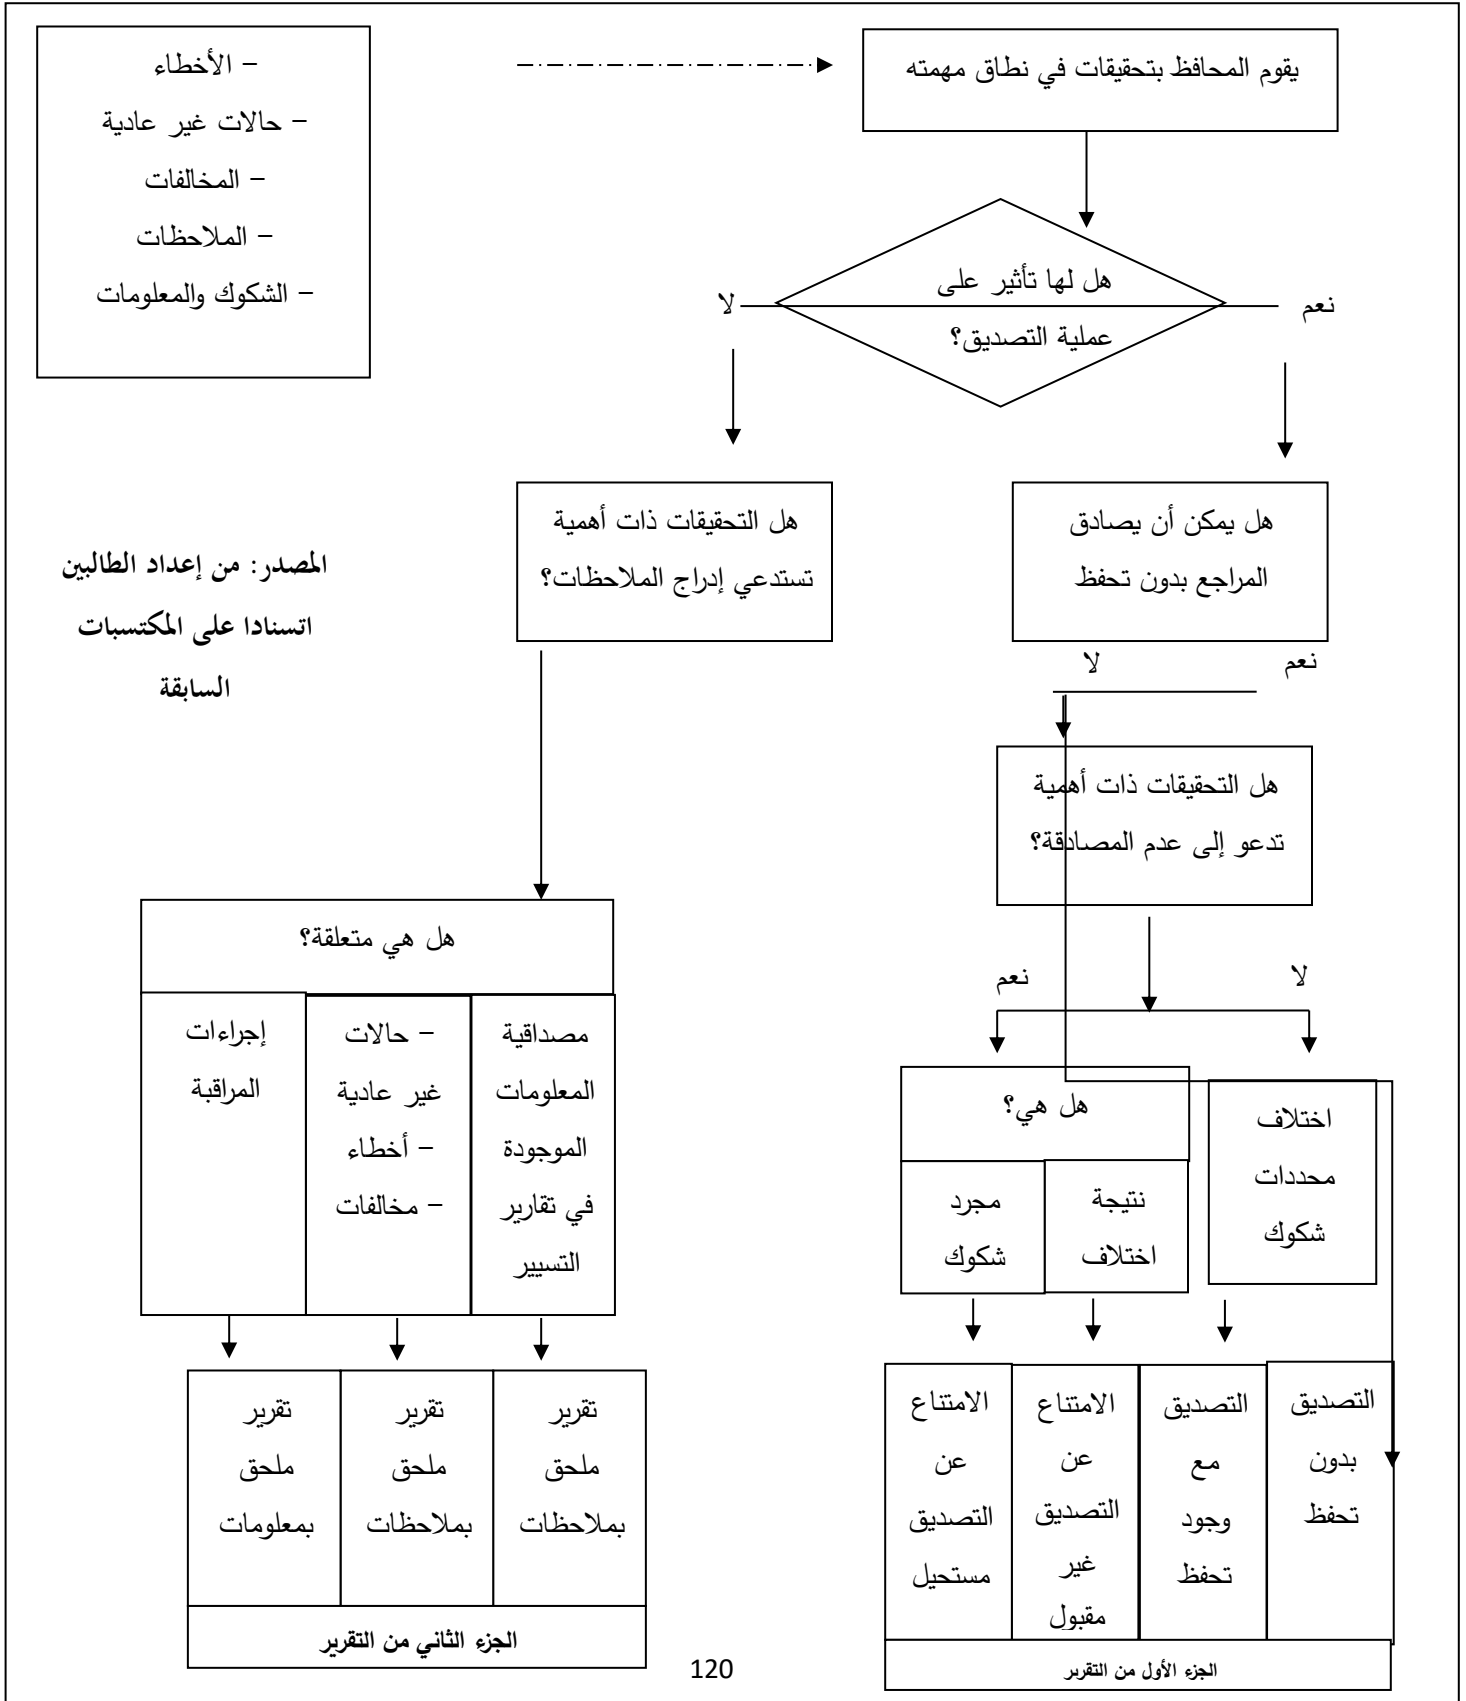 يقوم المحافظ بتحقيقات في نطاق مهمته
– الأخطاء
– حالات غير عادية
– المخالفات
– الملاحظات
– الشكوك والمعلومات
هل لها تأثير على
عملية التصديق؟
نعم
لا
هل يمكن أن يصادق
المراجع بدون تحفظ
هل التحقيقات ذات أهمية
تستدعي إدراج الملاحظات؟
المصدر: من إعداد الطالبين
اتسنادا على المكتسبات
السابقة
نعم
لا
هل التحقيقات ذات أهمية
تدعو إلى عدم المصادقة؟
لا
نعم
هل هي متعلقة؟
مصداقية
المعلومات
الموجودة
في تقارير
التسيير
– حالات
غير عادية
– أخطاء
– مخالفات
إجراءات
المراقبة
اختلاف
محددات
شكوك
هل هي؟
نتيجة
اختلاف
مجرد
شكوك
التصديق
بدون
تحفظ
التصديق
مع
وجود
تحفظ
الامتناع
عن
التصديق
غير
مقبول
الامتناع
عن
التصديق
مستحيل
الجزء الأول من التقرير
تقرير
ملحق
بملاحظات
تقرير
ملحق
بملاحظات
تقرير
ملحق
بمعلومات
الجزء الثاني من التقرير
120